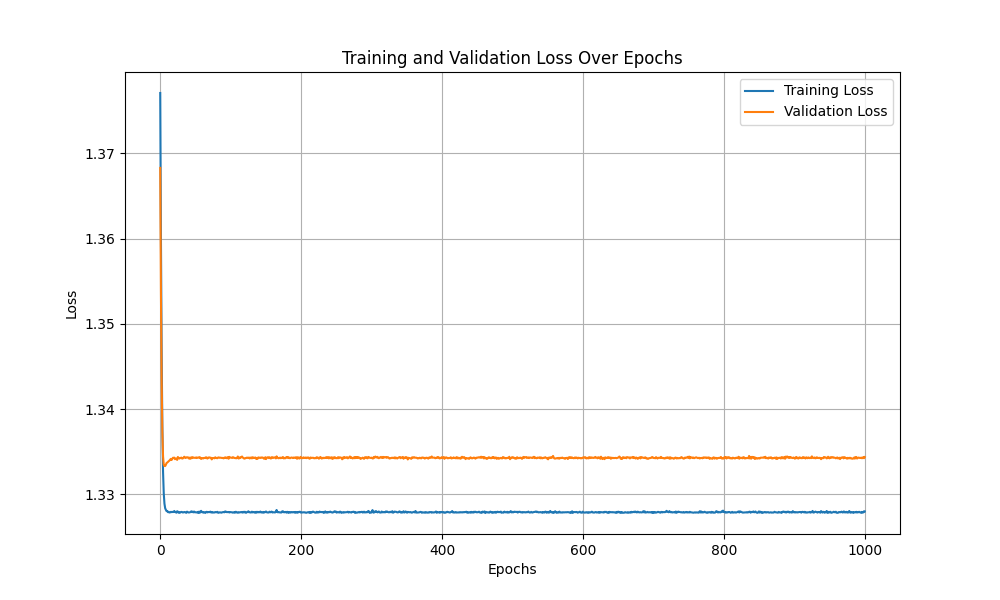 Training and Validation Loss Over Epochs
Training Loss
Validation Loss
1.37
1.36
1.35
1.34
1.33
Loss
0
200
400
600
800
1000
Epochs